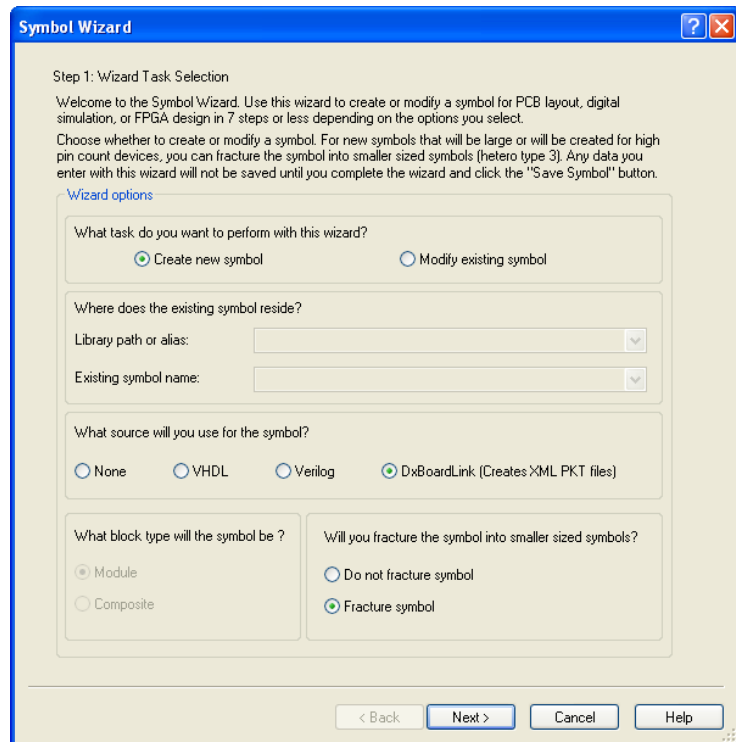 Symbol Wizard
Step 1: Wizard Task Selection
Welcome to the Symbol Wizard. Use this wizard to create or modify a symbol for PCB layout, digital
simulation, or FPGA design in 7 steps or less depending on the options you select.
Choose whether to create or modify a symbol. For new symbols that will be large or will be created for high
pin count devices, you can fracture the symbol into smaller sized symbols (hetero type 3). Any data you
enter with this wizard will not be saved until you complete the wizard and click the "Save Symbol" button.
Wizard options
What task do you want to perform with this wizard?
Create new symbol Modify existing symbol
Where does the existing symbol reside?
Library path or alias:
Existing symbol name:
What source will you use for the symbol?
None VHDL Verilog DxBoardLink (Creates XML PKT files)
What block type will the symbol be ?
Module
Composite
Will you fracture the symbol into smaller sized symbols?
Do not fracture symbol
Fracture symbol
< Back Next > Cancel Help